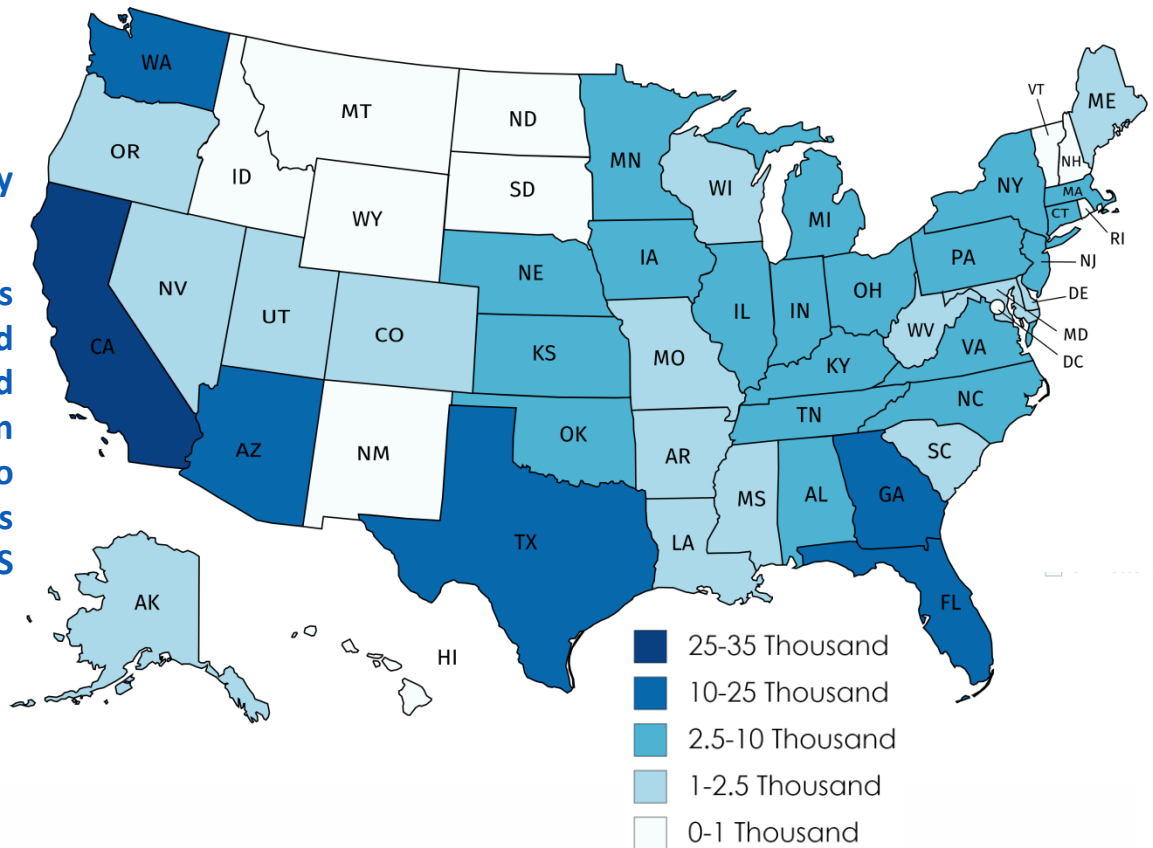 WA
MT
ND
MN
VT
ME
OR
ID
SD
WI
MI
NY
NH
MA
CT
RI
WY
IA
PA
NJ
NE
OH
DE
NV
UT
CO
IL
IN
WV
MD
VA
DC
CA
KS
MO
KY
NC
TN
AZ
NM
OK
AR
SC
MS
AL
GA
TX
LA
FL
AK
HI
y
s
d
d
n
o
s
S
25-35 Thousand
10-25 Thousand
2.5-10 Thousand
1-2.5 Thousand
0-1 Thousand